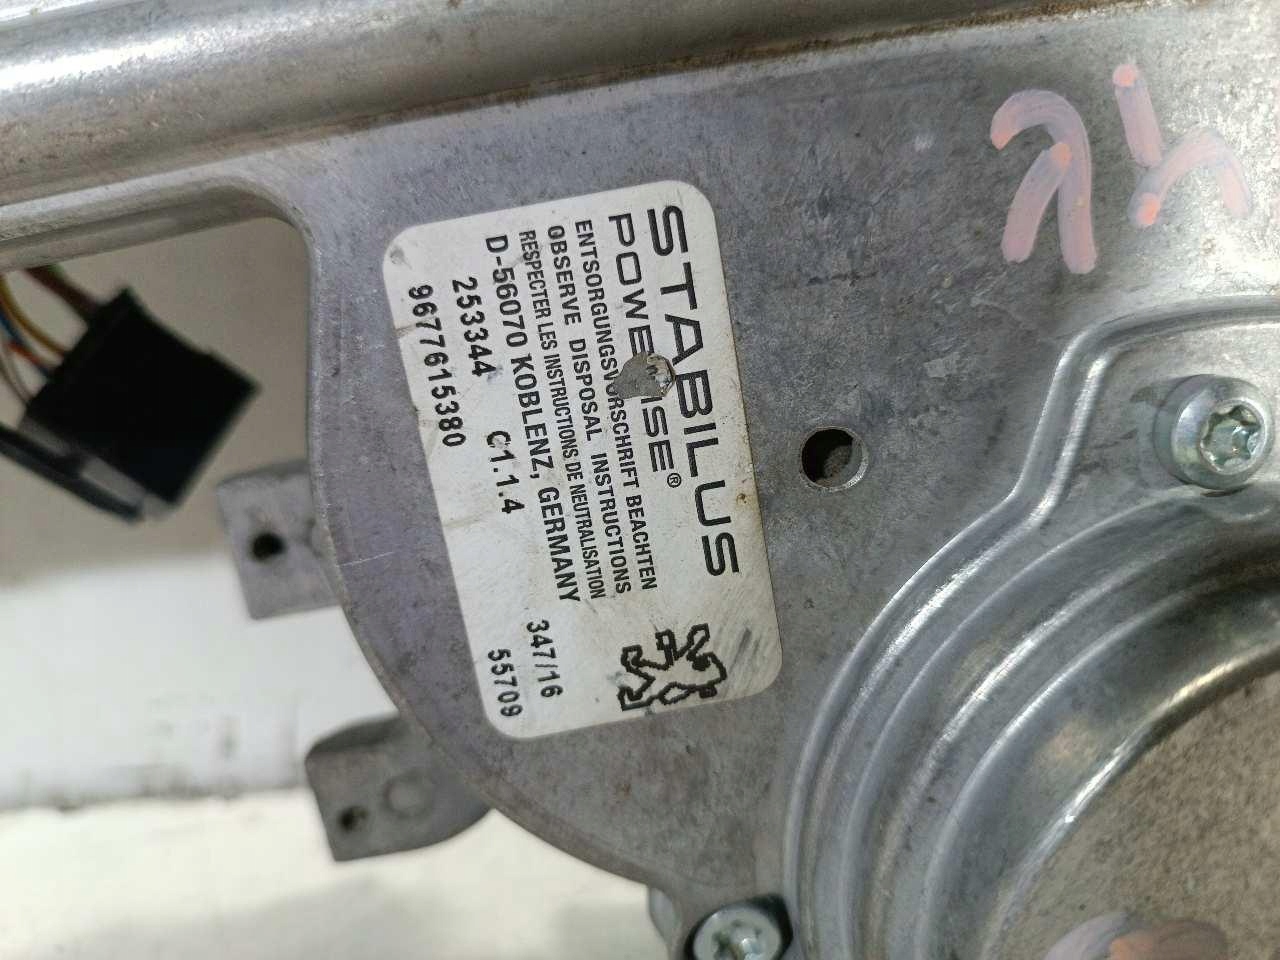 STABILUS
ENTSORGUNGSVORSCHRIFT BEACHTEN
OBSERVE DISPOSAL INSTRUCTIONS
RESPECTER LES INSTRUCTIONS DE NEUTRALISATION
D-56070 KOBLENZ, GERMANY
253344 C1.1.4 347/16
9677615380 55709